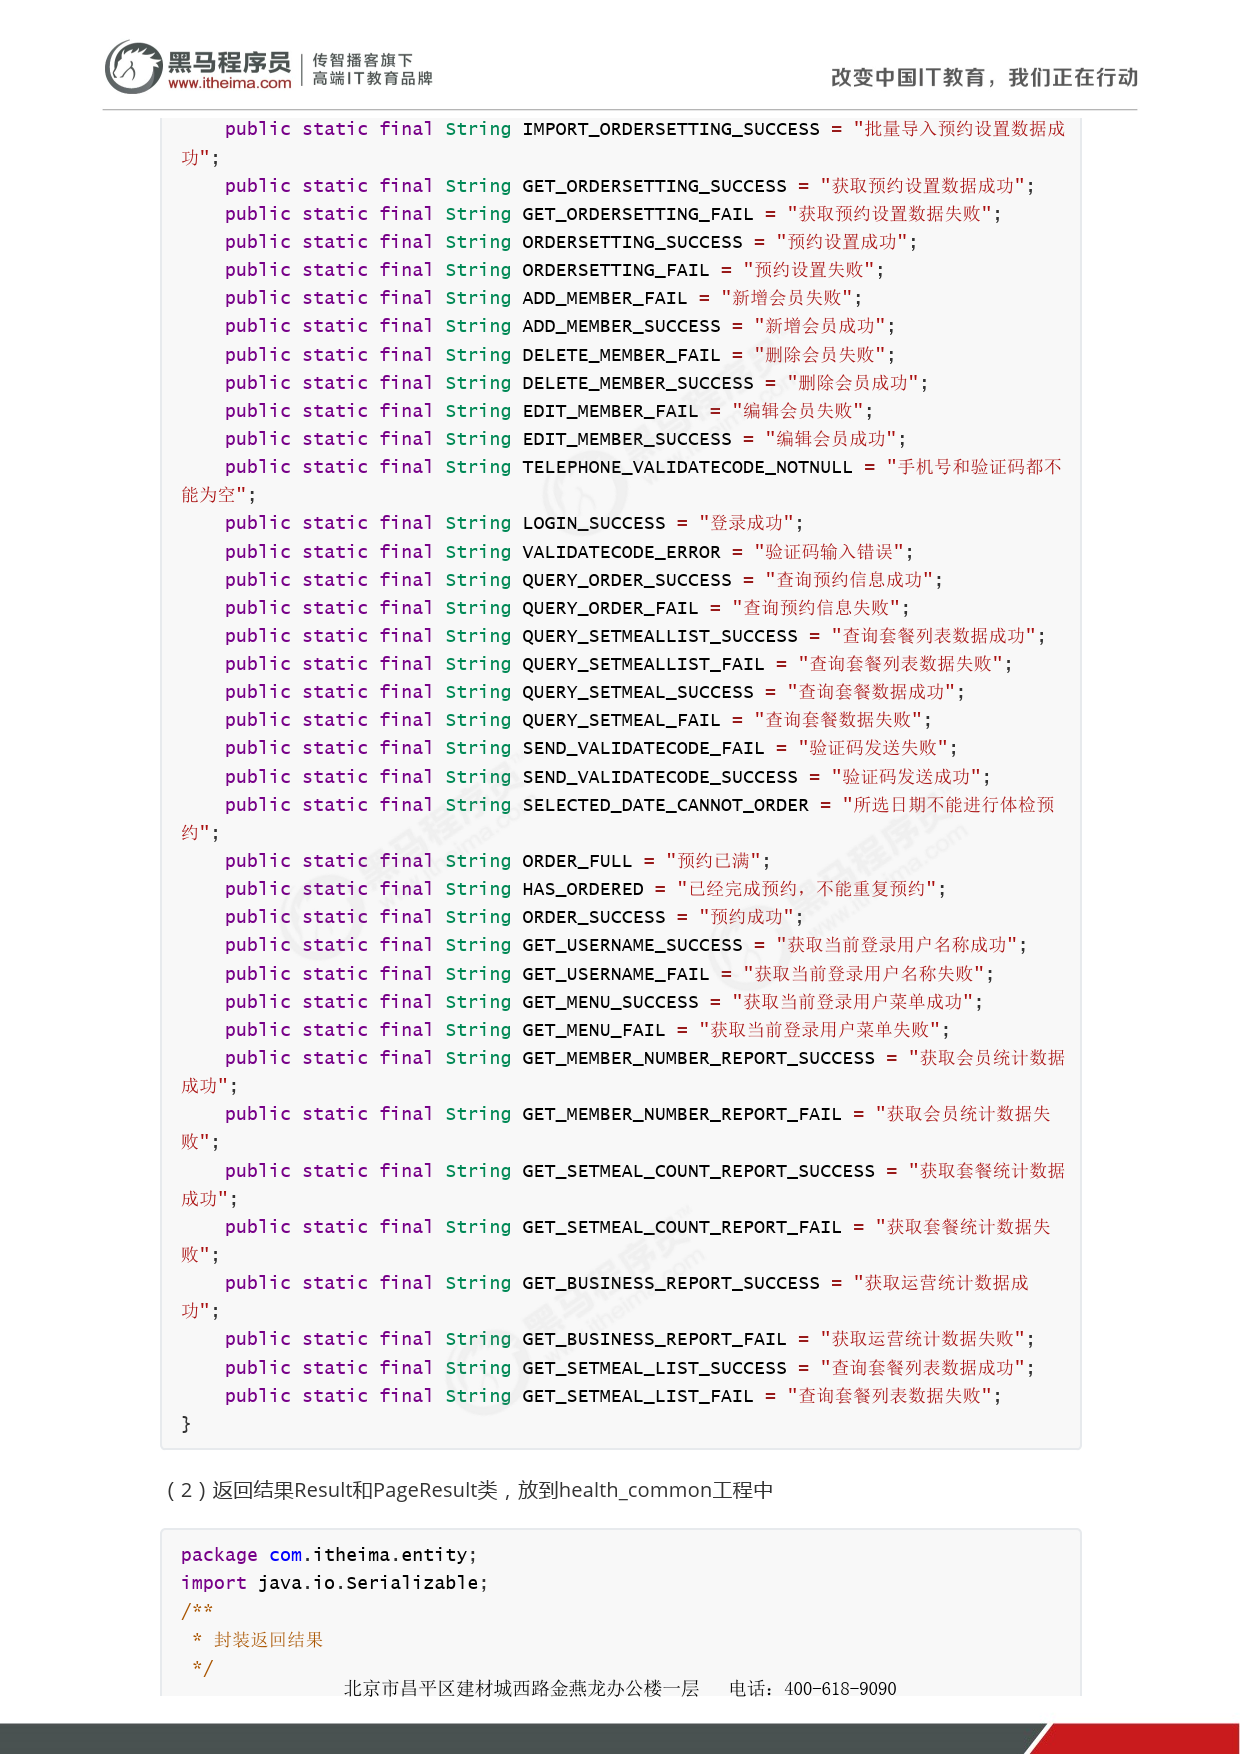 黑马程序员
www.itheima.com
传智播客旗下
高端IT教育品牌
改变中国IT教育，我们正在行动
    public static final String IMPORT_ORDERSETTING_SUCCESS = "批量导入预约设置数据成
功";
    public static final String GET_ORDERSETTING_SUCCESS = "获取预约设置数据成功";
    public static final String GET_ORDERSETTING_FAIL = "获取预约设置数据失败";
    public static final String ORDERSETTING_SUCCESS = "预约设置成功";
    public static final String ORDERSETTING_FAIL = "预约设置失败";
    public static final String ADD_MEMBER_FAIL = "新增会员失败";
    public static final String ADD_MEMBER_SUCCESS = "新增会员成功";
    public static final String DELETE_MEMBER_FAIL = "删除会员失败";
    public static final String DELETE_MEMBER_SUCCESS = "删除会员成功";
    public static final String EDIT_MEMBER_FAIL = "编辑会员失败";
    public static final String EDIT_MEMBER_SUCCESS = "编辑会员成功";
    public static final String TELEPHONE_VALIDATECODE_NOTNULL = "手机号和验证码都不
能为空";
    public static final String LOGIN_SUCCESS = "登录成功";
    public static final String VALIDATECODE_ERROR = "验证码输入错误";
    public static final String QUERY_ORDER_SUCCESS = "查询预约信息成功";
    public static final String QUERY_ORDER_FAIL = "查询预约信息失败";
    public static final String QUERY_SETMEALLIST_SUCCESS = "查询套餐列表数据成功";
    public static final String QUERY_SETMEALLIST_FAIL = "查询套餐列表数据失败";
    public static final String QUERY_SETMEAL_SUCCESS = "查询套餐数据成功";
    public static final String QUERY_SETMEAL_FAIL = "查询套餐数据失败";
    public static final String SEND_VALIDATECODE_FAIL = "验证码发送失败";
    public static final String SEND_VALIDATECODE_SUCCESS = "验证码发送成功";
    public static final String SELECTED_DATE_CANNOT_ORDER = "所选日期不能进行体检预
约";
    public static final String ORDER_FULL = "预约已满";
    public static final String HAS_ORDERED = "已经完成预约，不能重复预约";
    public static final String ORDER_SUCCESS = "预约成功";
    public static final String GET_USERNAME_SUCCESS = "获取当前登录用户名称成功";
    public static final String GET_USERNAME_FAIL = "获取当前登录用户名称失败";
    public static final String GET_MENU_SUCCESS = "获取当前登录用户菜单成功";
    public static final String GET_MENU_FAIL = "获取当前登录用户菜单失败";
    public static final String GET_MEMBER_NUMBER_REPORT_SUCCESS = "获取会员统计数据
成功";
    public static final String GET_MEMBER_NUMBER_REPORT_FAIL = "获取会员统计数据失
败";
    public static final String GET_SETMEAL_COUNT_REPORT_SUCCESS = "获取套餐统计数据
成功";
    public static final String GET_SETMEAL_COUNT_REPORT_FAIL = "获取套餐统计数据失
败";
    public static final String GET_BUSINESS_REPORT_SUCCESS = "获取运营统计数据成
功";
    public static final String GET_BUSINESS_REPORT_FAIL = "获取运营统计数据失败";
    public static final String GET_SETMEAL_LIST_SUCCESS = "查询套餐列表数据成功";
    public static final String GET_SETMEAL_LIST_FAIL = "查询套餐列表数据失败";
}
（2）返回结果Result和PageResult类，放到health_common工程中
package com.itheima.entity;
import java.io.Serializable;
/**
 * 封装返回结果
 */
北京市昌平区建材城西路金燕龙办公楼一层   电话：400-618-9090